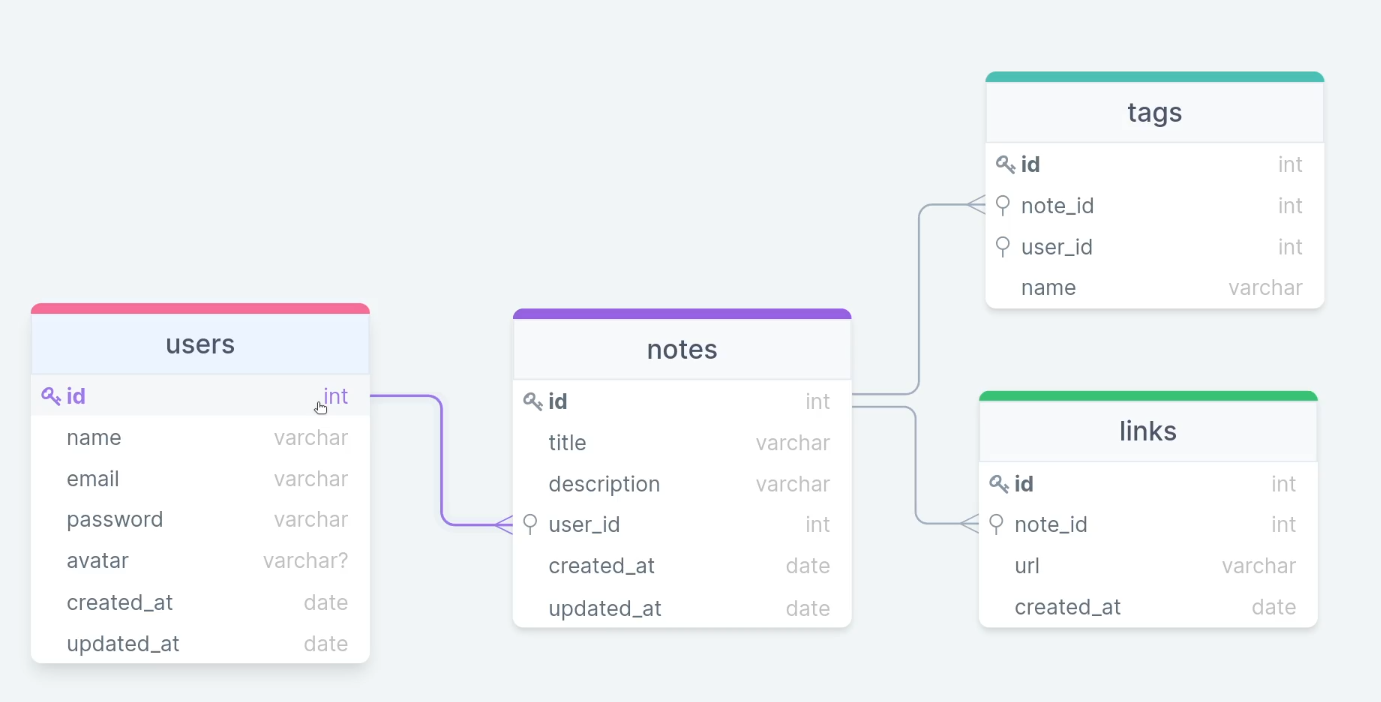 users
id int
name varchar
email varchar
password varchar
avatar varchar?
created_at date
updated_at date
notes
id int
title varchar
description varchar
user_id int
created_at date
updated_at date
tags
id int
note_id int
user_id int
name varchar
links
id int
note_id int
url varchar
created_at date